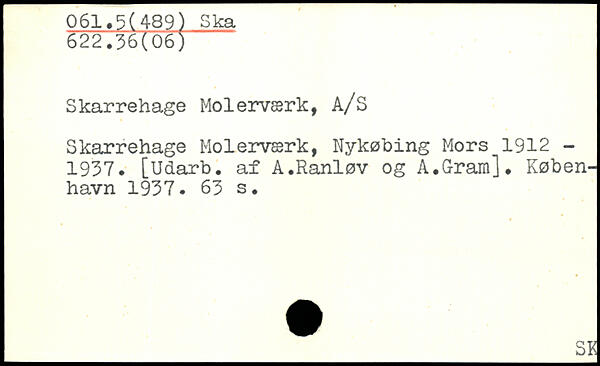 061.5(489) Ska
622.36(06)
Skarrehage Molerværk, A/S
Skarrehage Molerværk, Nykøbing Mors 1912 -
1937. [Udarb. af A.Ranløv og A.Gram]. Køben-
havn 1937. 63 s.
SK